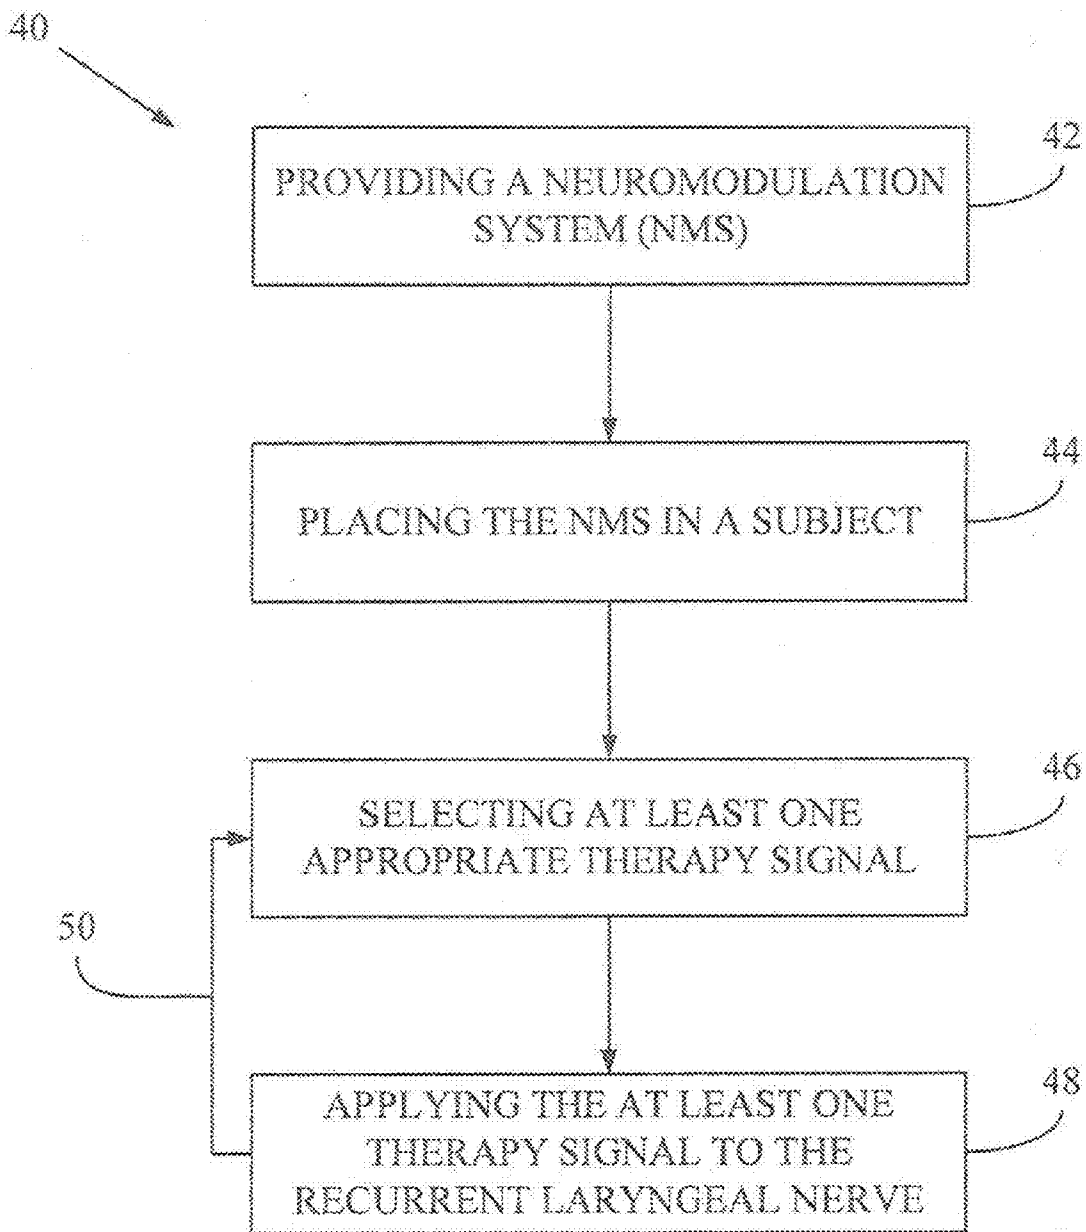 40
42
PROVIDING A NEUROMODULATION
SYSTEM (NMS)
44
PLACING THE NMS IN A SUBJECT
46
SELECTING AT LEAST ONE
APPROPRIATE THERAPY SIGNAL
50
48
APPLYING THE AT LEAST ONE
THERAPY SIGNAL TO THE
RECURRENT LARYNGEAL NERVE